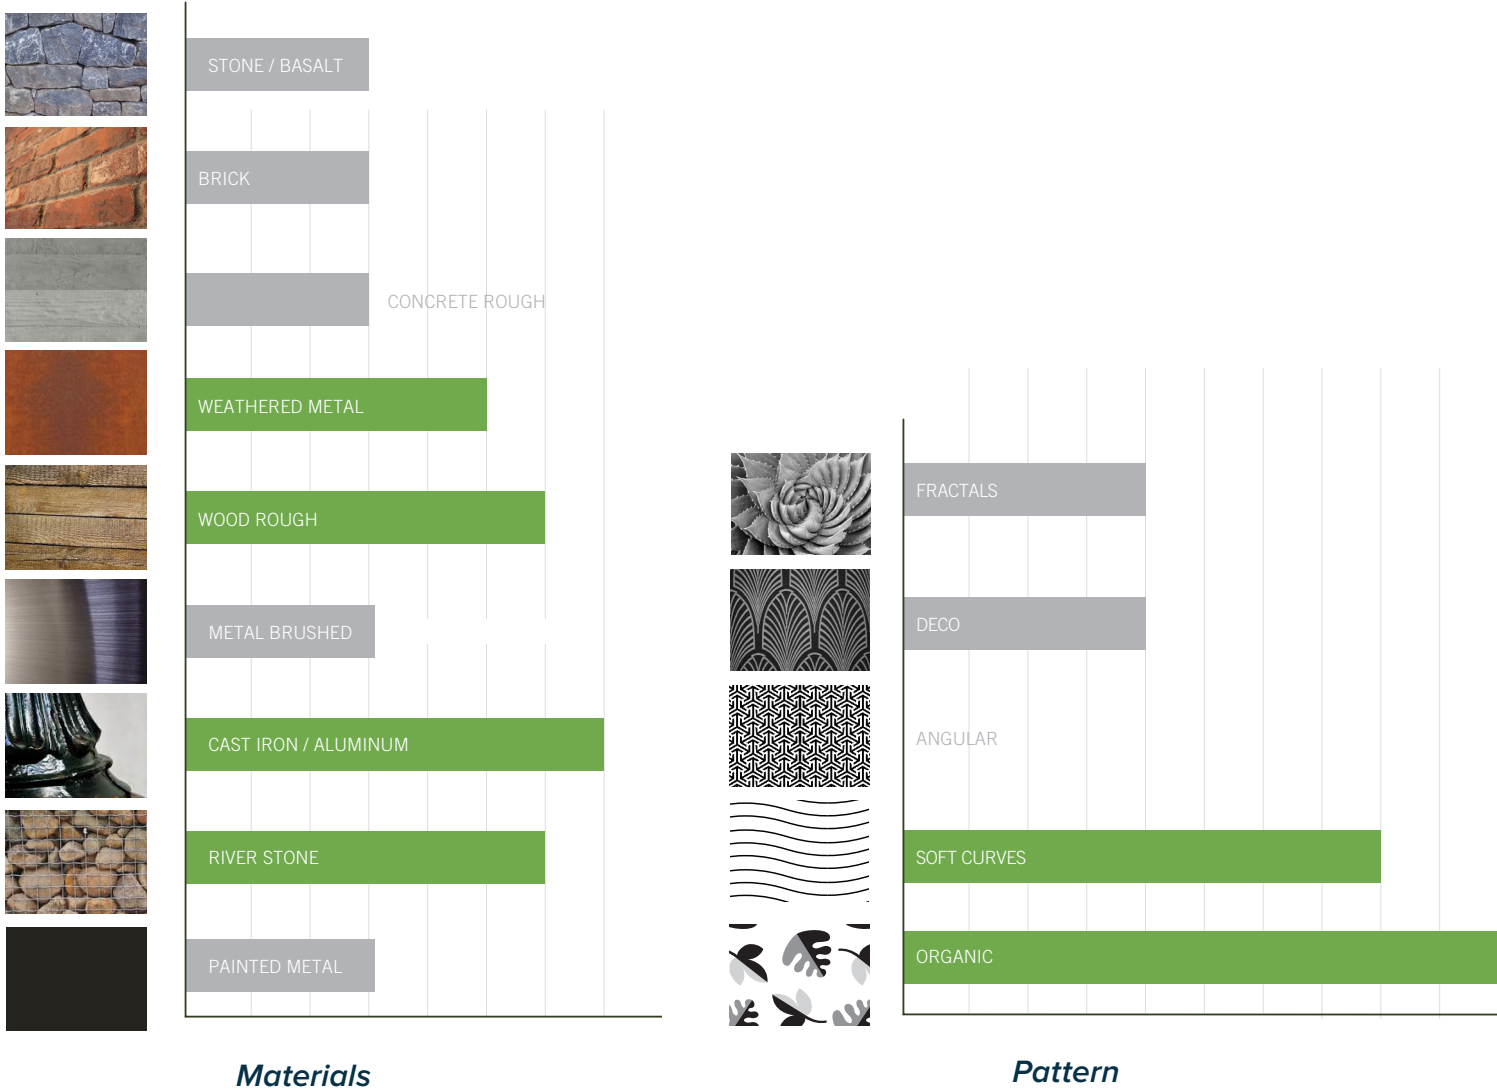 STONE / BASALT
BRICK
CONCRETE ROUGH
WEATHERED METAL
WOOD ROUGH
METAL BRUSHED
CAST IRON / ALUMINUM
RIVER STONE
PAINTED METAL
Materials
FRACTALS
DECO
ANGULAR
SOFT CURVES
ORGANIC
Pattern